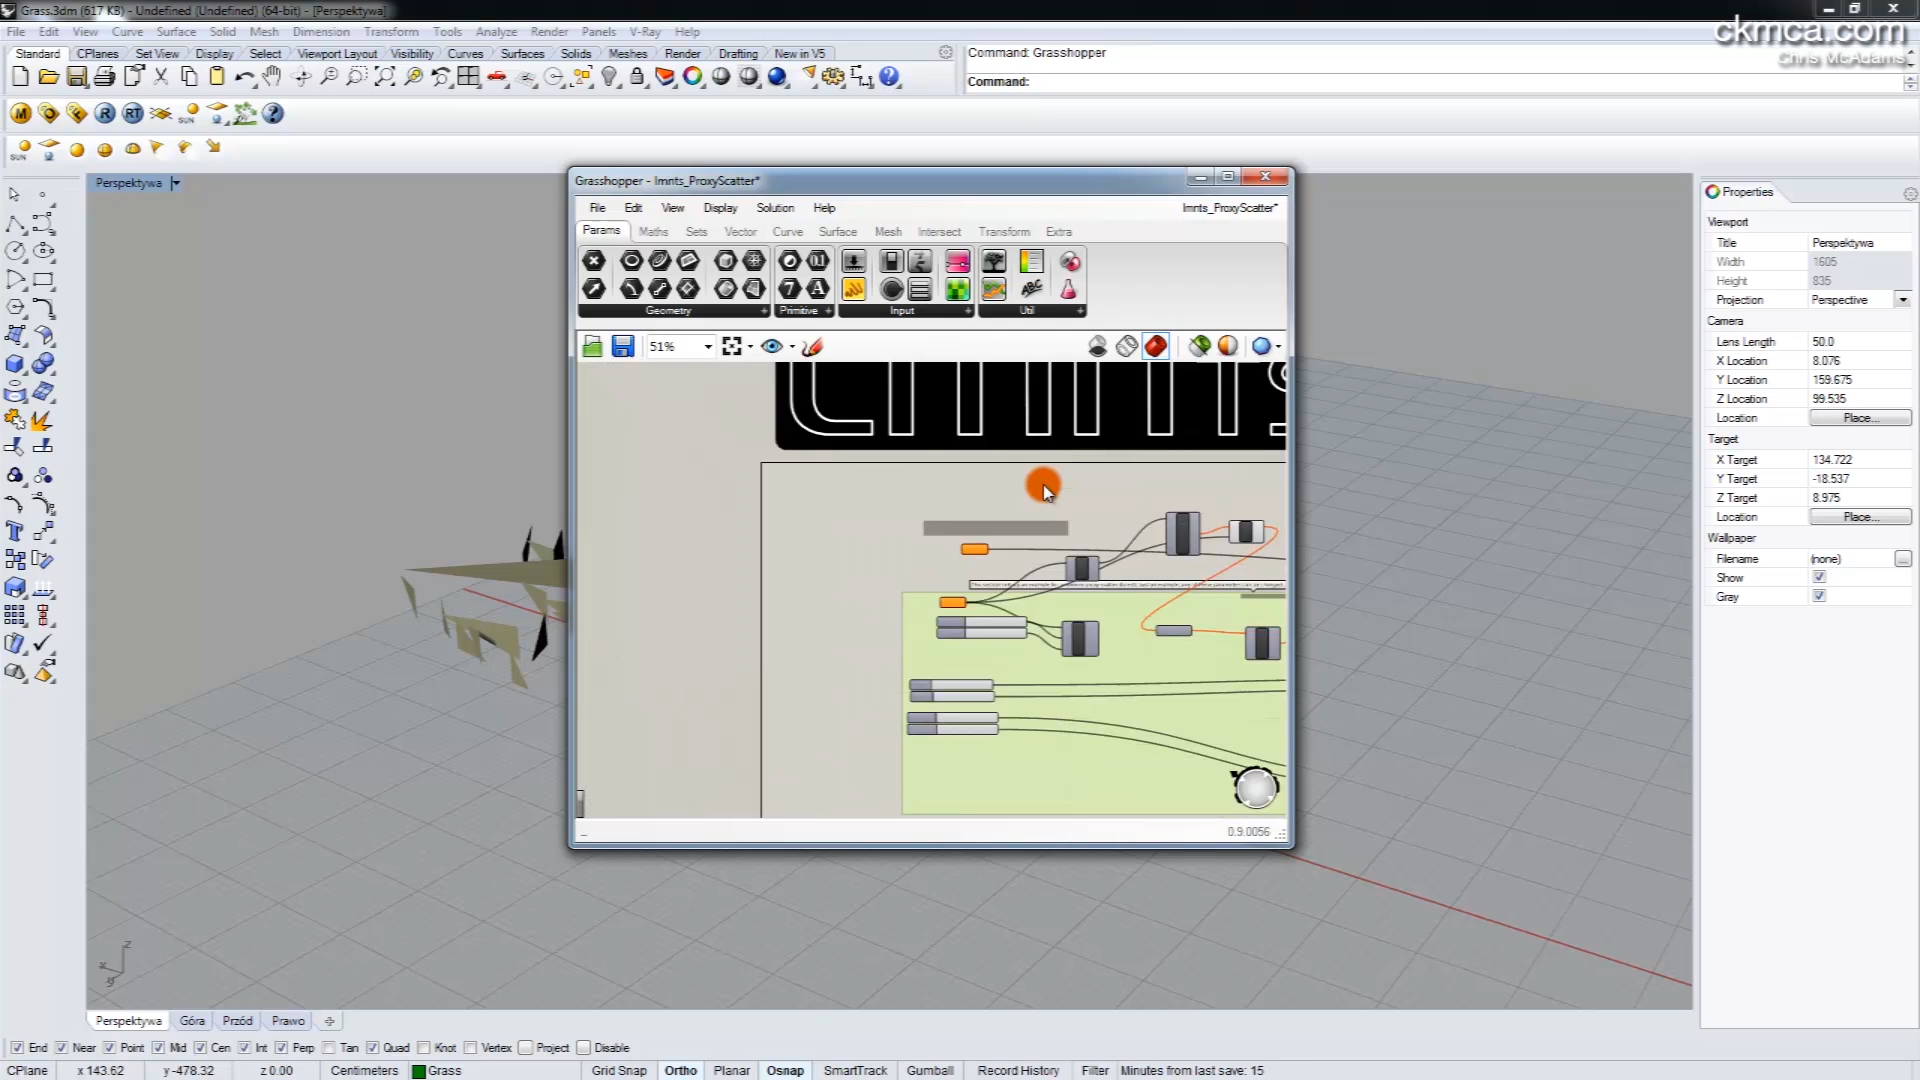 Grass.3dm (617 KB) - Undefined (Undefined) (64-bit) - [Perspektywa]
File Edit View Curve Surface Solid Mesh Dimension Transform Tools Analyze Render Panels V-Ray Help
ckmca.com
Chris McAdams
Standard CPlanes Set View Display Select Viewport Layout Visibility Curves Surfaces Solids Meshes Render Drafting New in V5
Command: Grasshopper
Command:
M O R RT SUN
SUN
Perspektywa
Grasshopper - lmnts_ProxyScatter*
File Edit View Display Solution Help lmnts_ProxyScatter*
Params Maths Sets Vector Curve Surface Mesh Intersect Transform Extra
Geometry Primitive Input Util
51%
lmnts
0.9.0056
Properties
Viewport
Title Perspektywa
Width 1605
Height 835
Projection Perspective
Camera
Lens Length 50.0
X Location 8.076
Y Location 159.675
Z Location 99.535
Location Place...
Target
X Target 134.722
Y Target -18.537
Z Target 8.975
Location Place...
Wallpaper
Filename (none) ...
Show
Gray
z
x
y
Perspektywa Góra Przód Prawo
End Near Point Mid Cen Int Perp Tan Quad Knot Vertex Project Disable
CPlane x 143.62 y -478.32 z 0.00 Centimeters Grass Grid Snap Ortho Planar Osnap SmartTrack Gumball Record History Filter Minutes from last save: 15